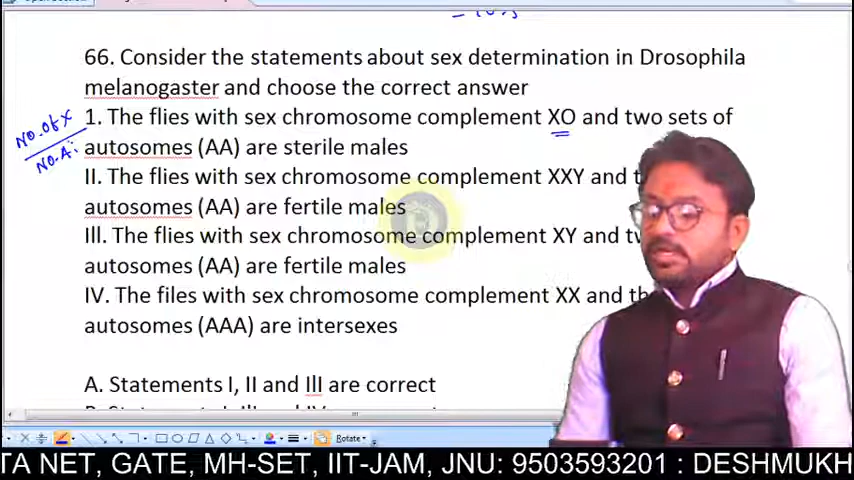 66. Consider the statements about sex determination in Drosophila
melanogaster and choose the correct answer
No. of X
No. A:
1. The flies with sex chromosome complement XO and two sets of
autosomes (AA) are sterile males
II. The flies with sex chromosome complement XXY and
autosomes (AA) are fertile males
Ill. The flies with sex chromosome complement XY and
autosomes (AA) are fertile males
IV. The files with sex chromosome complement XX and
autosomes (AAA) are intersexes
A. Statements I, II and Ill are correct
Rotate
TA NET, GATE, MH-SET, IIT-JAM, JNU: 9503593201 : DESHMUKH